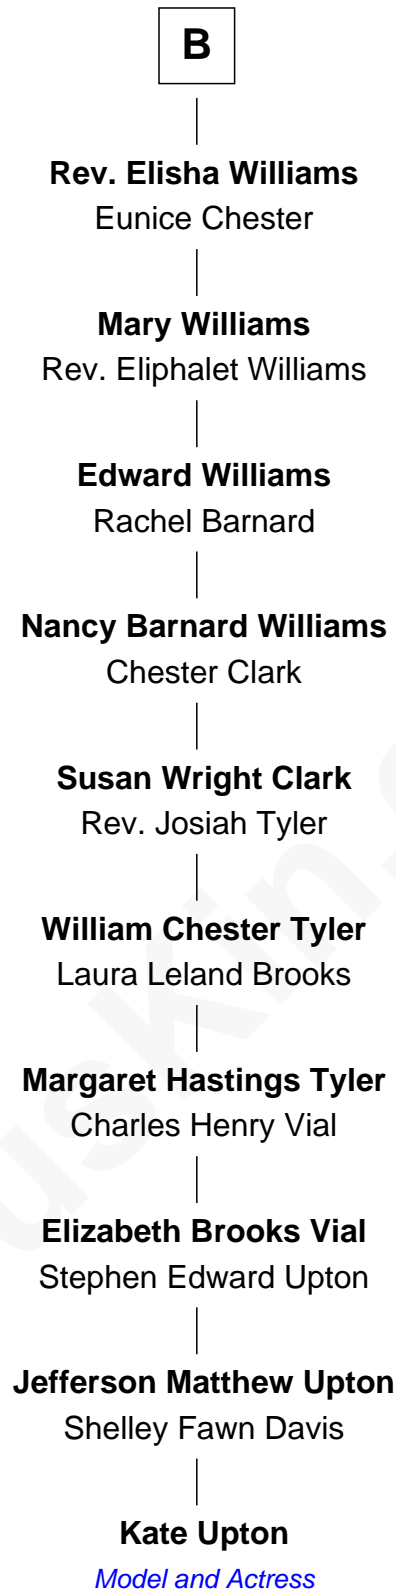 B
Rev. Elisha Williams
Eunice Chester
Mary Williams
Rev. Eliphalet Williams
Edward Williams
Rachel Barnard
Nancy Barnard Williams
Chester Clark
Susan Wright Clark
Rev. Josiah Tyler
William Chester Tyler
Laura Leland Brooks
Margaret Hastings Tyler
Charles Henry Vial
Elizabeth Brooks Vial
Stephen Edward Upton
Jefferson Matthew Upton
Shelley Fawn Davis
Kate Upton
Model and Actress